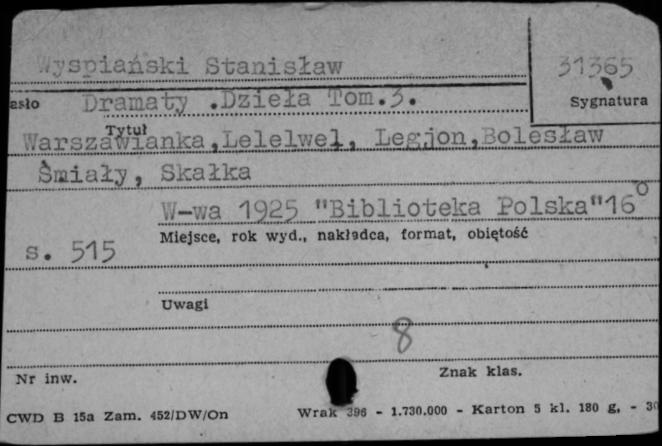 Wyspiański Stanisław 31365
asło Dramaty .Dzieła Tom.3. Sygnatura
Tytuł
Warszawianka,Lelelwel, Legjon,Bolesław
Śmiały, Skałka
W-wa 1925 "Biblioteka Polska"16°
s. 515 Miejsce, rok wyd., nakładca, format, objętość
Uwagi
8
Nr inw. Znak klas.
CWD B 15a Zam. 452/DW/On Wrak 396 - 1.730.000 - Karton 5 kl. 180 g, - 30